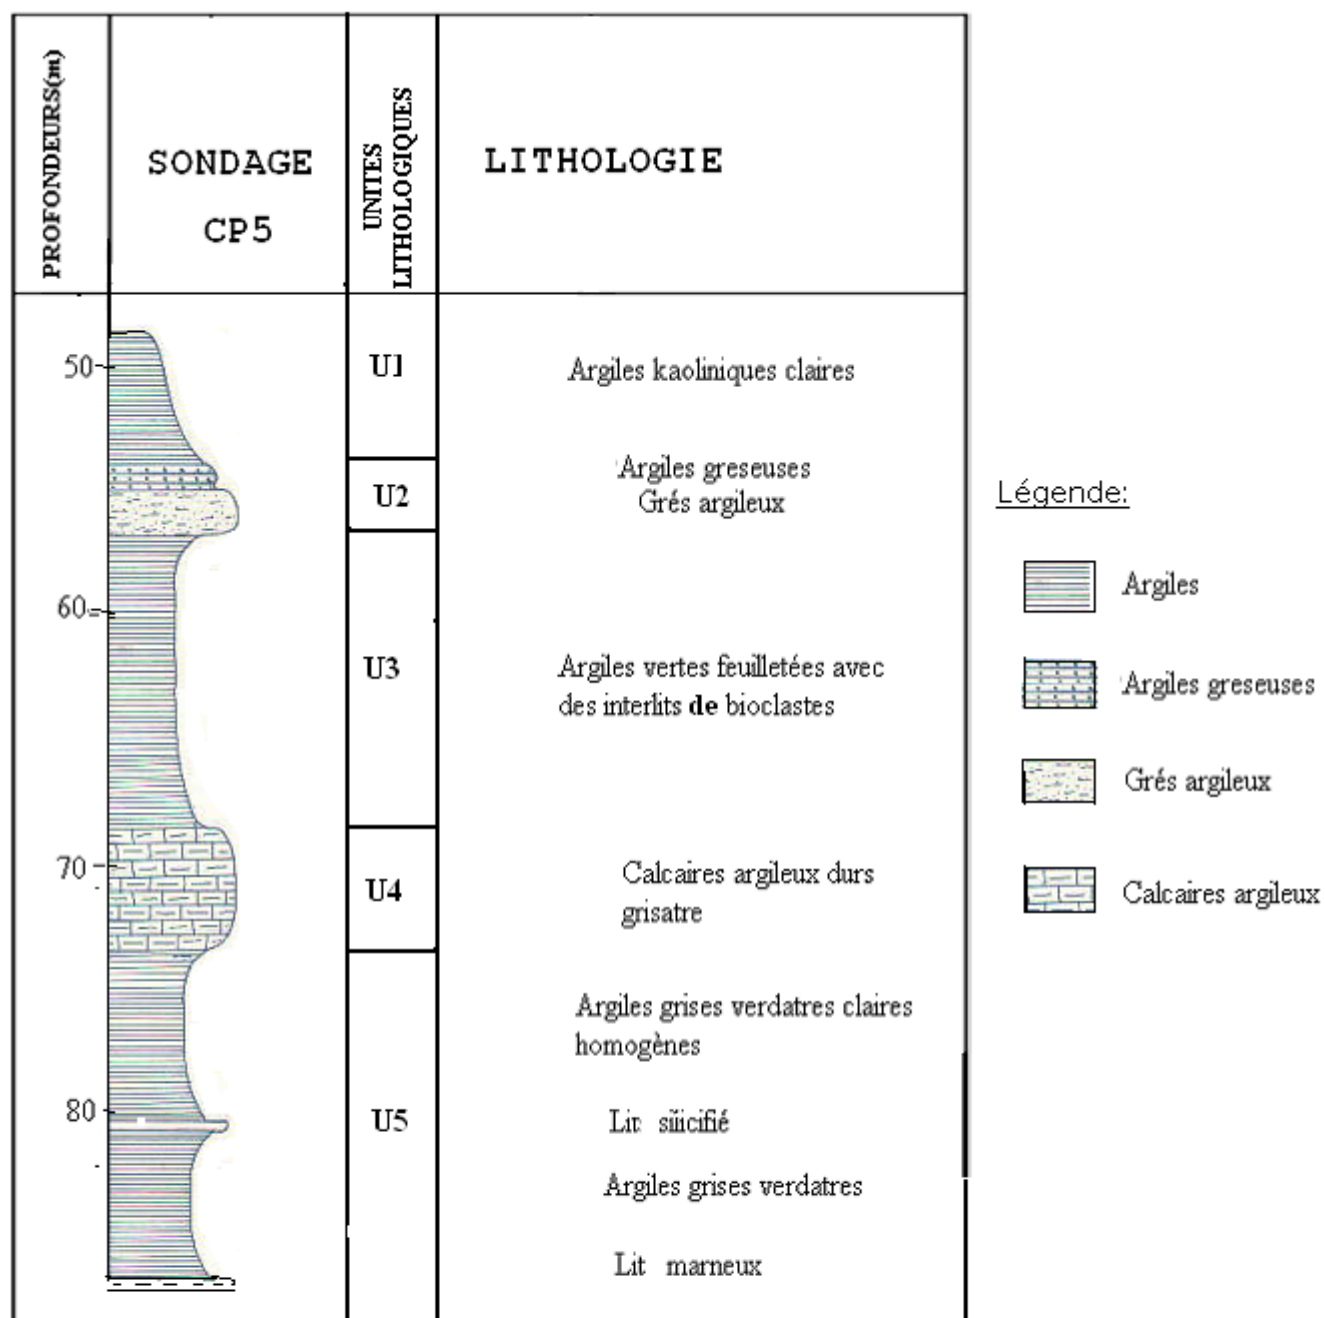 PROFONDEURS(m)
SONDAGE
CP5
UNITES
LITHOLOGIQUES
LITHOLOGIE
50
U1
Argiles kaoliniques claires
U2
Argiles greseuses
Grés argileux
60
U3
Argiles vertes feuilletées avec
des interlits de bioclastes
70
U4
Calcaires argileux durs
grisatre
Argiles grises verdatres claires
homogènes
80
U5
Lit silicifié
Argiles grises verdatres
Lit marneux
Légende:
Argiles
Argiles greseuses
Grés argileux
Calcaires argileux